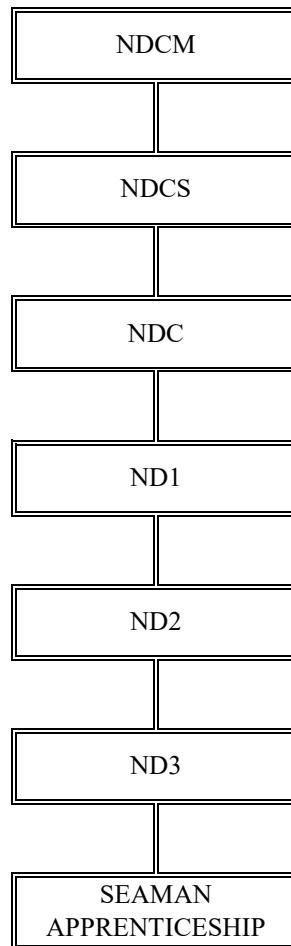 NDCM
NDCS
NDC
ND1
ND2
ND3
SEAMAN
APPRENTICESHIP